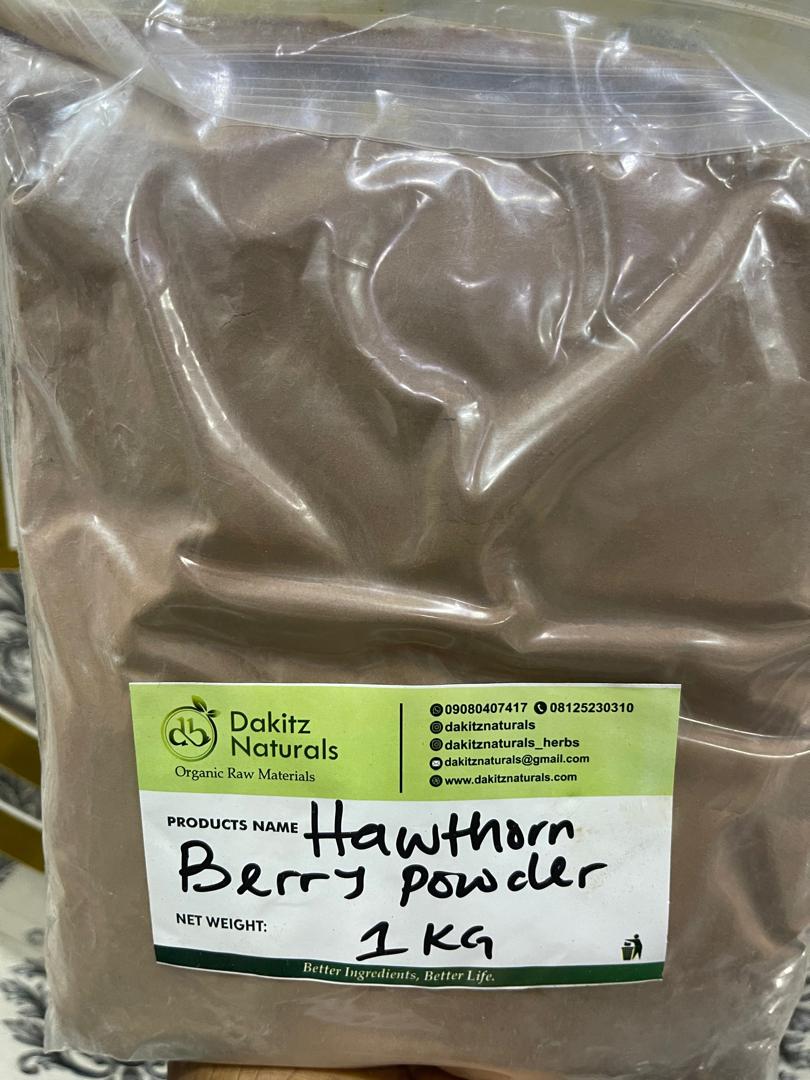 Dakitz
Naturals
Organic Raw Materials
09080407417 08125230310
dakitznaturals
dakitznaturals_herbs
dakitznaturals@gmail.com
www.dakitznaturals.com
PRODUCTS NAME Hawthorn
Berry powder
NET WEIGHT: 1 KG
Better Ingredients, Better Life.